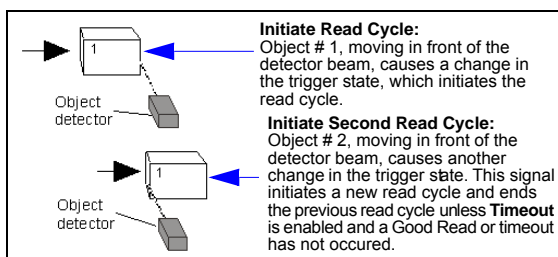 Initiate Read Cycle:
1
Object # 1, moving in front of the
detector beam, causes a change in
the trigger state, which initiates the
read cycle.
Object
detector
Initiate Second Read Cycle:
Object # 2, moving in front of the
detector beam, causes another
1
change in the trigger state. This signal
initiates a new read cycle and ends
Object
detector
the previous read cycle unless Timeout
is enabled and a Good Read or timeout
has not occured.